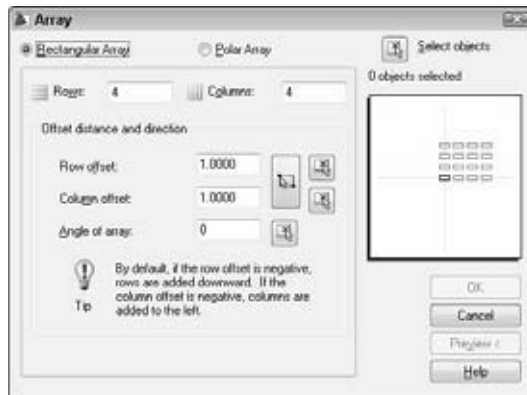 Array
Rectangular Array
Polar Array
Select objects
0 objects selected
Rows: 4
Columns: 4
Offset distance and direction
Row offset: 1.0000
Column offset: 1.0000
Angle of array: 0
By default, if the row offset is negative,
rows are added downward. If the
column offset is negative, columns are
added to the left.
Tip
OK
Cancel
Preview <
Help